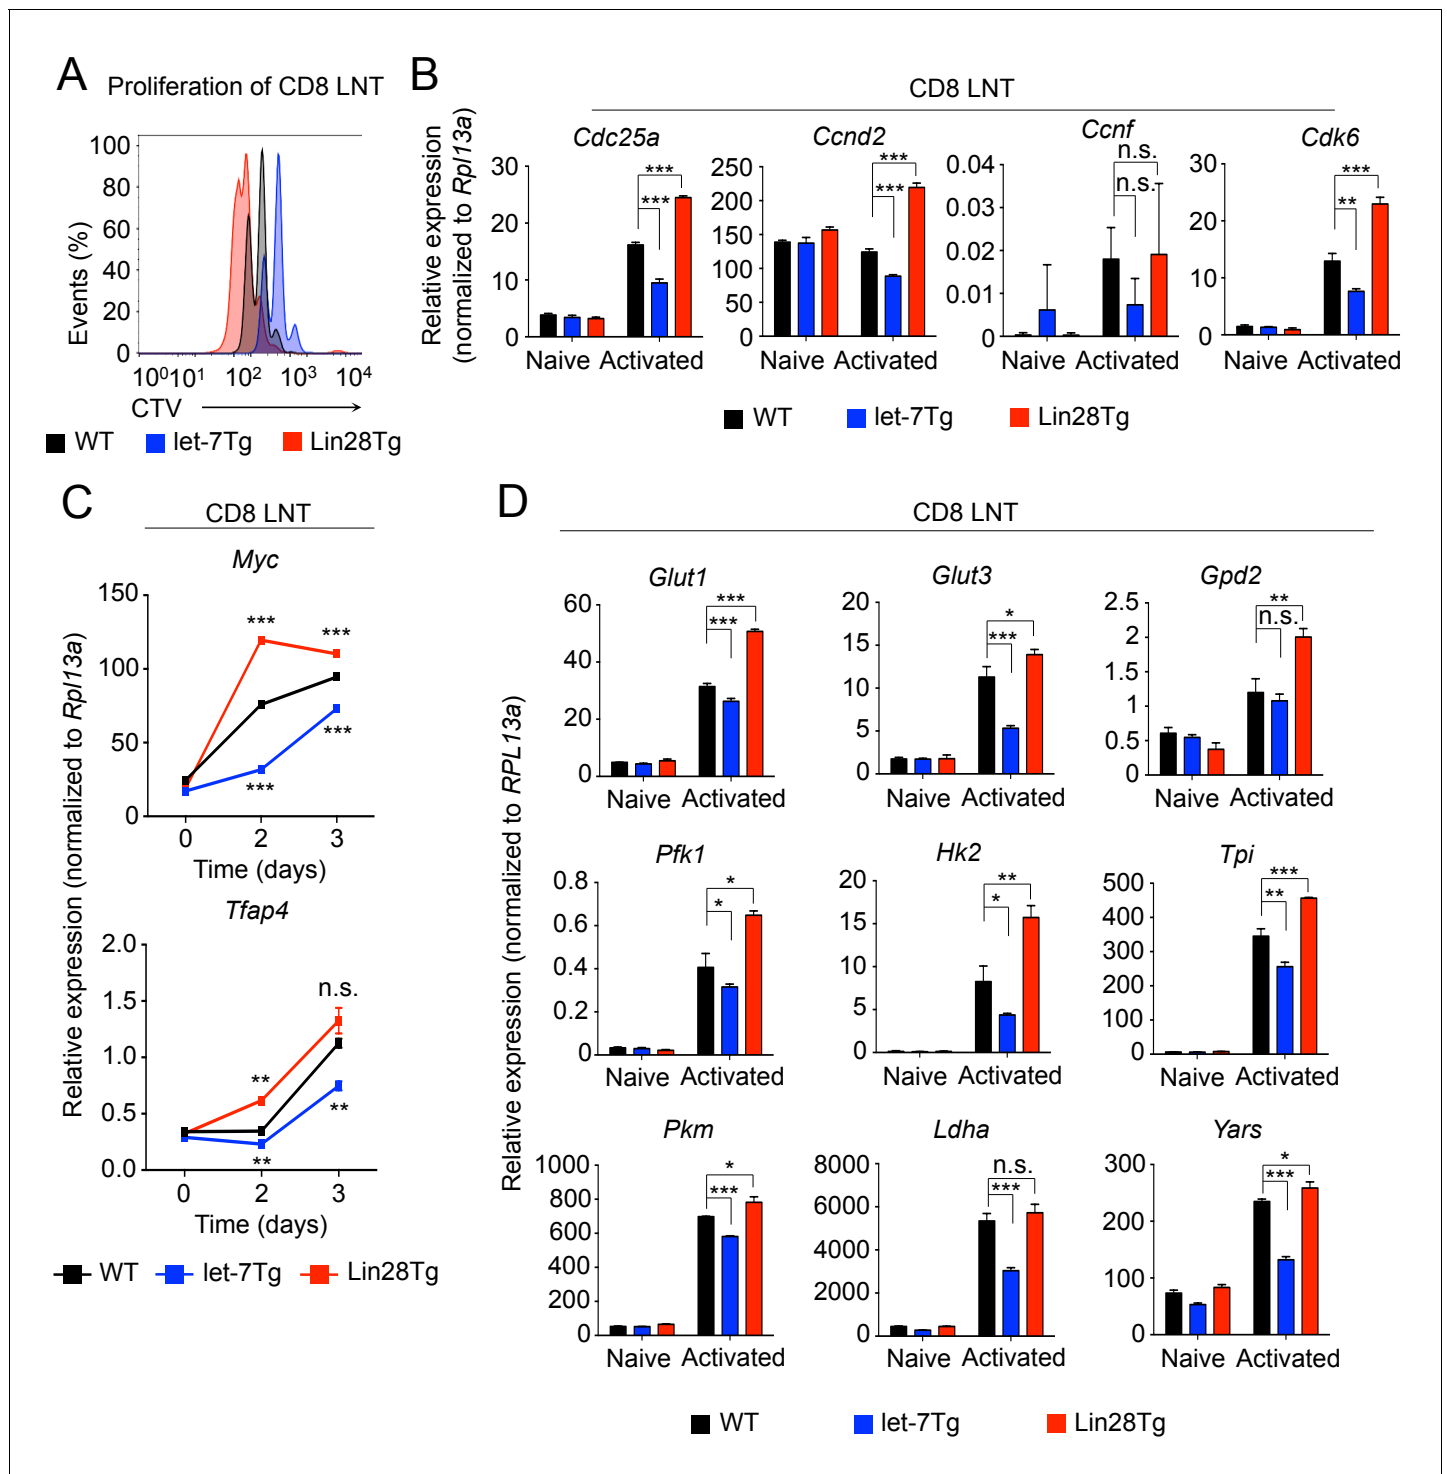 A Proliferation of CD8 LNT
Events (%)
100
80
60
40
20
0
10⁰ 10¹ 10² 10³ 10⁴
CTV
WT let-7Tg Lin28Tg
B
CD8 LNT
Relative expression
(normalized to Rpl13a)
Cdc25a
30
20
10
0
***
***
Naive Activated
Ccnd2
250
200
150
100
50
0
***
***
Naive Activated
Ccnf
0.04
0.03
0.02
0.01
0
n.s.
n.s.
Naive Activated
Cdk6
30
20
10
0
***
**
Naive Activated
WT let-7Tg Lin28Tg
C
CD8 LNT
Relative expression (normalized to Rpl13a)
Myc
150
100
50
0
***
***
***
***
0 2 3
Time (days)
Tfap4
2.0
1.5
1.0
0.5
0.0
n.s.
**
**
**
0 2 3
Time (days)
WT let-7Tg Lin28Tg
D
CD8 LNT
Relative expression (normalized to RPL13a)
Glut1
60
40
20
0
***
***
Naive Activated
Glut3
20
15
10
5
0
*
***
Naive Activated
Gpd2
2.5
2
1.5
1
0.5
0
**
n.s.
Naive Activated
Pfk1
0.8
0.6
0.4
0.2
0
*
*
Naive Activated
Hk2
20
15
10
5
0
**
*
Naive Activated
Tpi
500
400
300
200
100
0
***
**
Naive Activated
Pkm
1000
800
600
400
200
0
*
***
Naive Activated
Ldha
8000
6000
4000
2000
0
n.s.
***
Naive Activated
Yars
300
200
100
0
*
***
Naive Activated
WT let-7Tg Lin28Tg